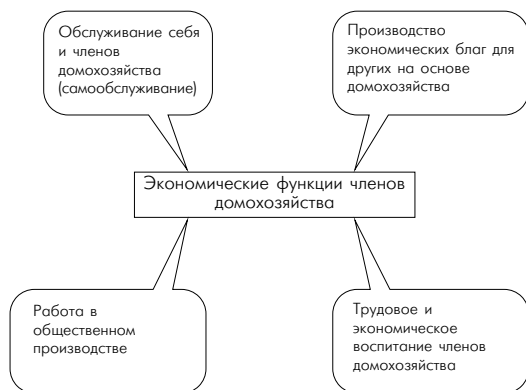 Обслуживание себя
и членов
домохозяйства
(самообслуживание)
Производство
экономических благ для
других на основе
домохозяйства
Экономические функции членов
домохозяйства
Работа в
общественном
производстве
Трудовое и
экономическое
воспитание членов
домохозяйства